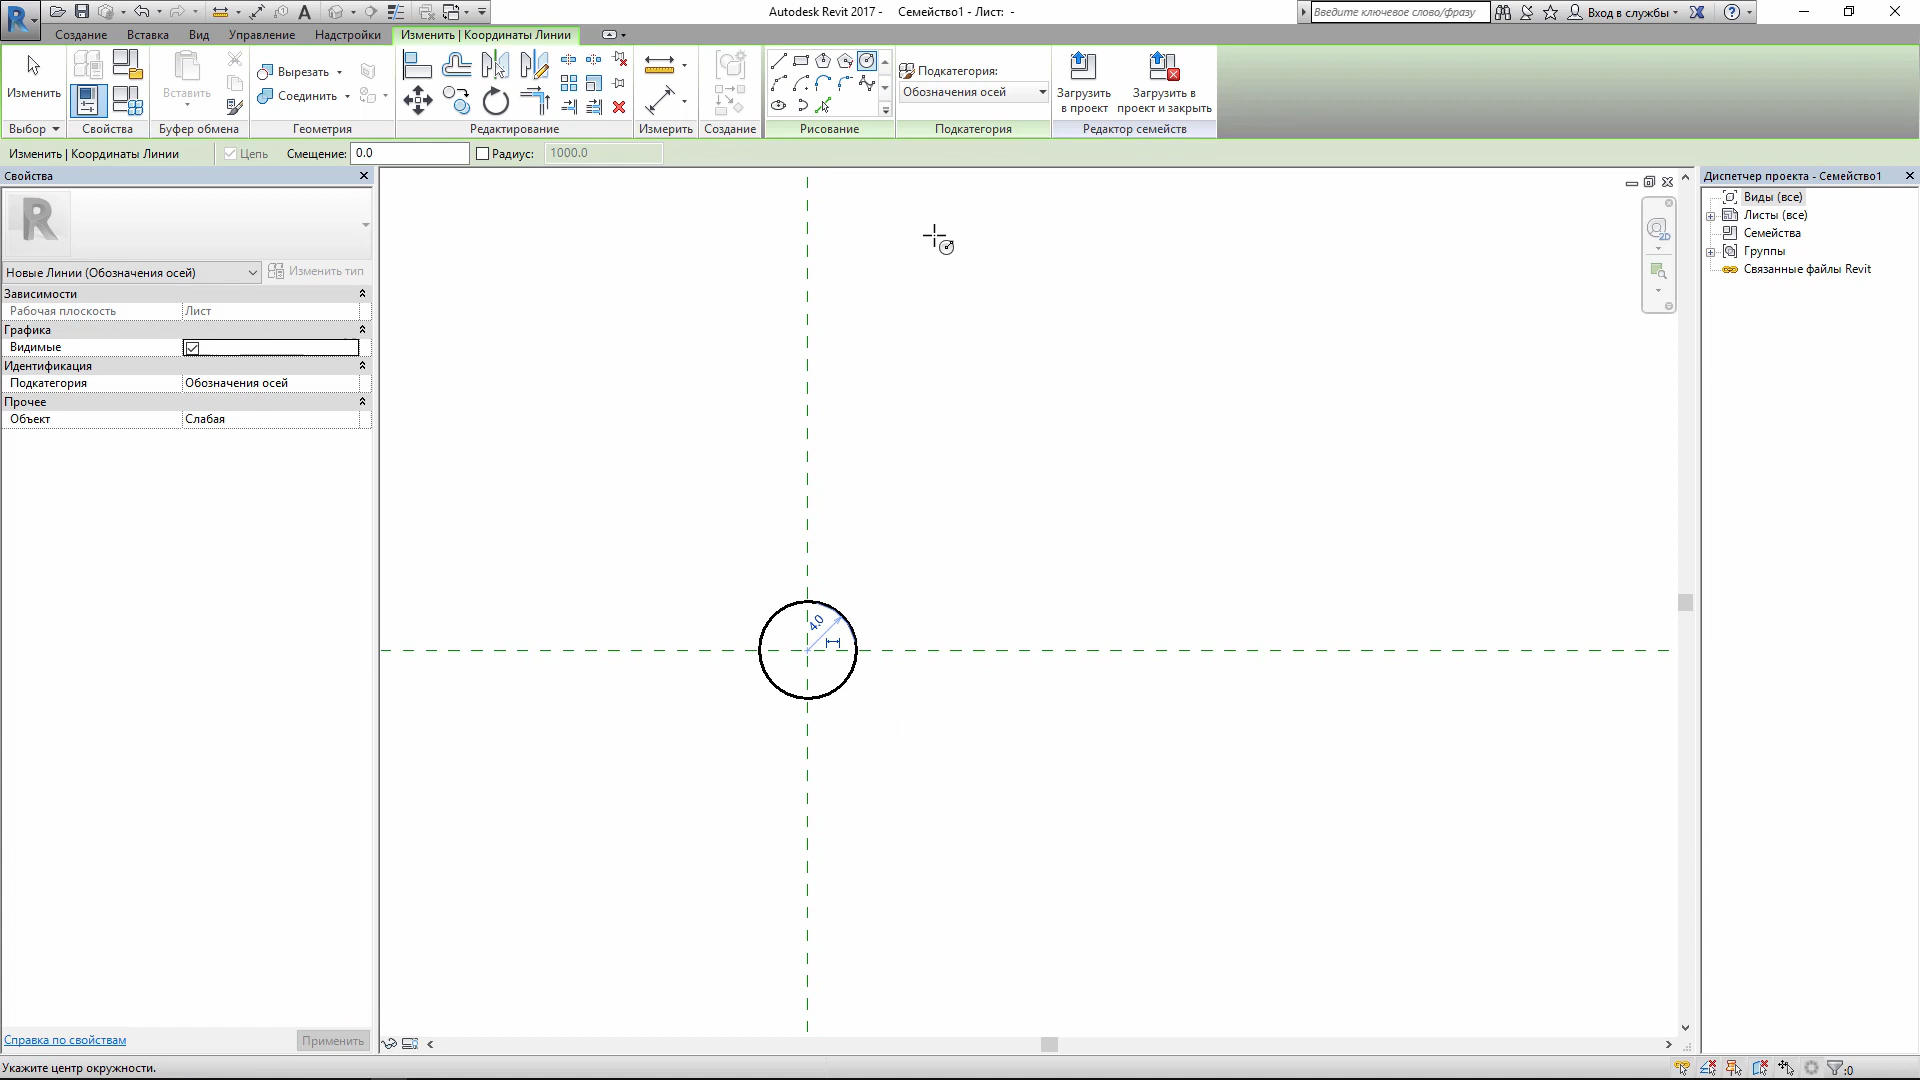 Autodesk Revit 2017 - Семейство1 - Лист: -
Введите ключевое слово/фразу
Вход в службы
Создание Вставка Вид Управление Надстройки Изменить | Координаты Линии
Изменить
Вставить
Вырезать
Соединить
Подкатегория:
Обозначения осей
Загрузить в проект
Загрузить в проект и закрыть
Выбор Свойства Буфер обмена Геометрия Редактирование Измерить Создание Рисование Подкатегория Редактор семейств
Изменить | Координаты Линии Цепь Смещение: 0.0 Радиус: 1000.0
Свойства
R
Новые Линии (Обозначения осей) Изменить тип
Зависимости
Рабочая плоскость Лист
Графика
Видимые
Идентификация
Подкатегория Обозначения осей
Прочее
Объект Слабая
4.0
2D
Диспетчер проекта - Семейство1
Виды (все)
Листы (все)
Семейства
Группы
Связанные файлы Revit
Справка по свойствам Применить
Укажите центр окружности.
:0